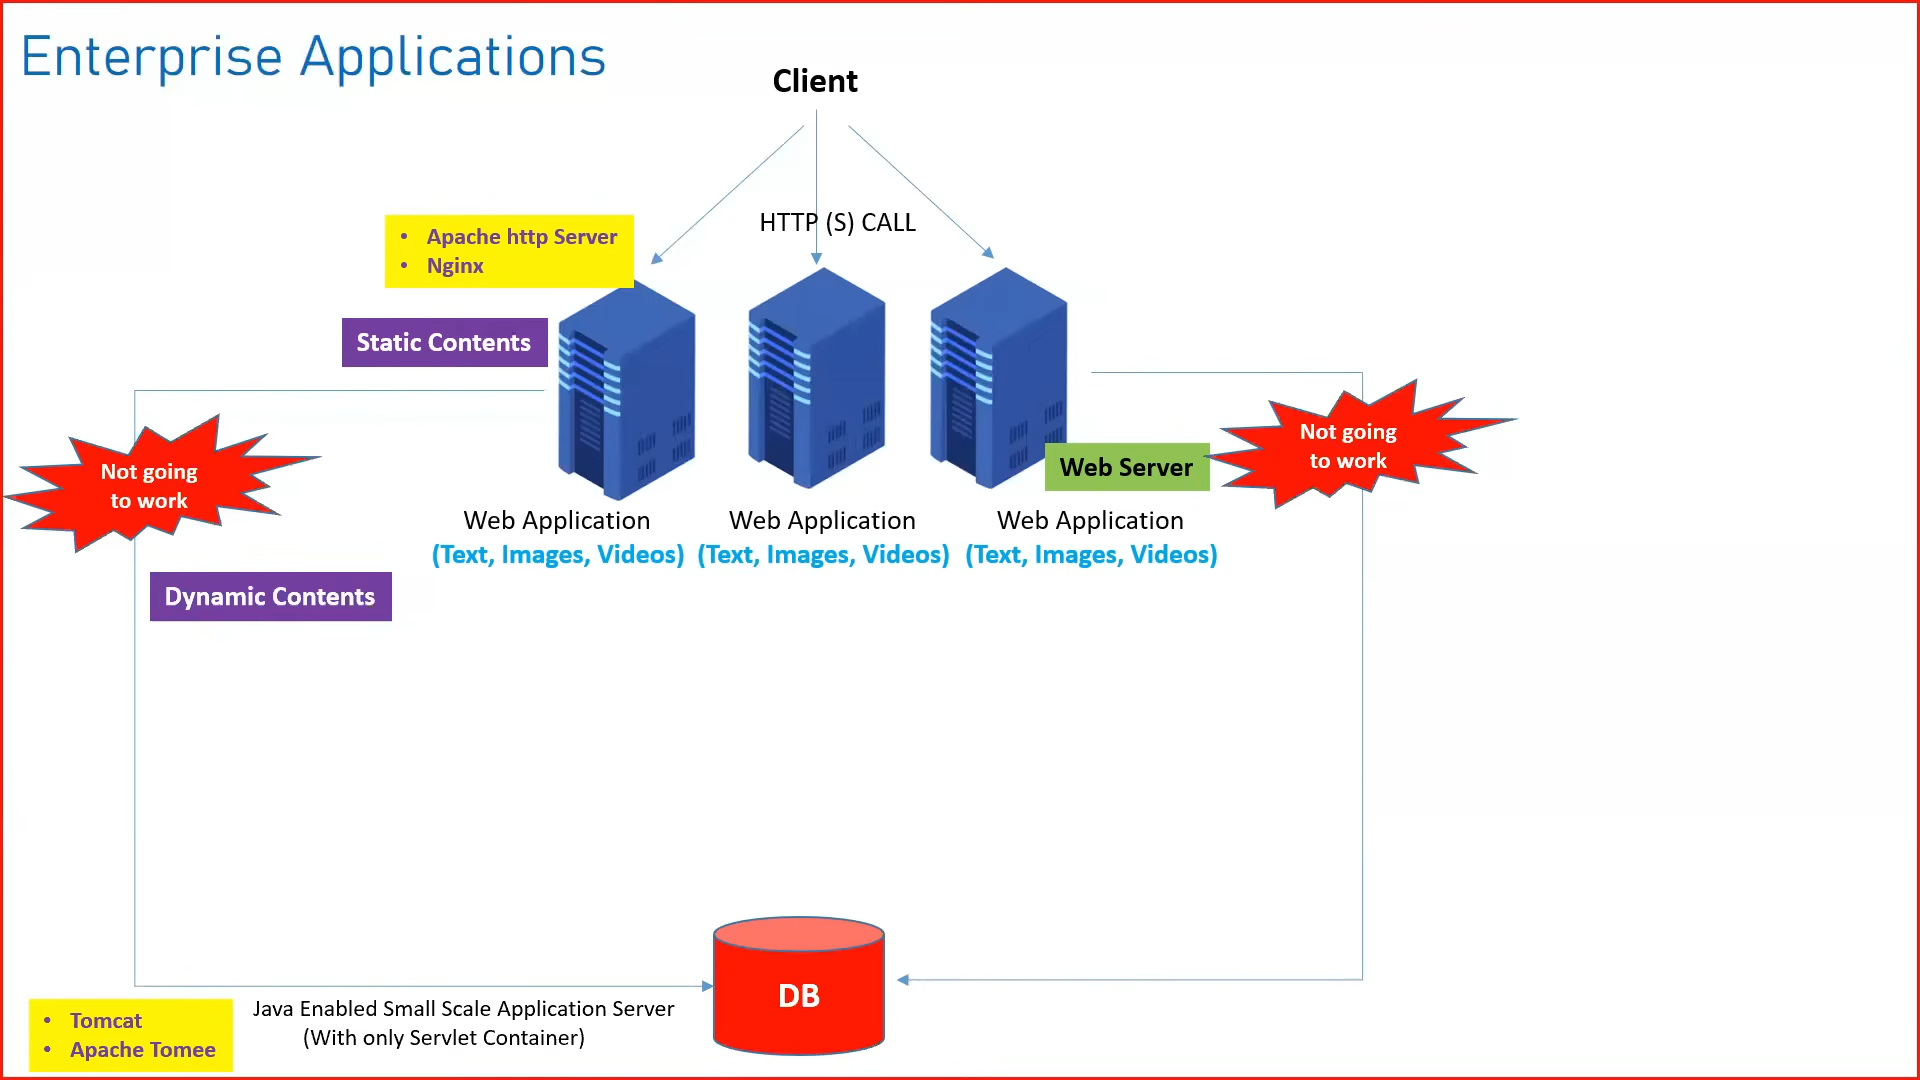 Enterprise Applications
Client
HTTP (S) CALL
• Apache http Server
• Nginx
Static Contents
Not going
to work
Not going
to work
Web Server
Web Application
(Text, Images, Videos)
Web Application
(Text, Images, Videos)
Web Application
(Text, Images, Videos)
Dynamic Contents
DB
• Tomcat
• Apache Tomee
Java Enabled Small Scale Application Server
(With only Servlet Container)